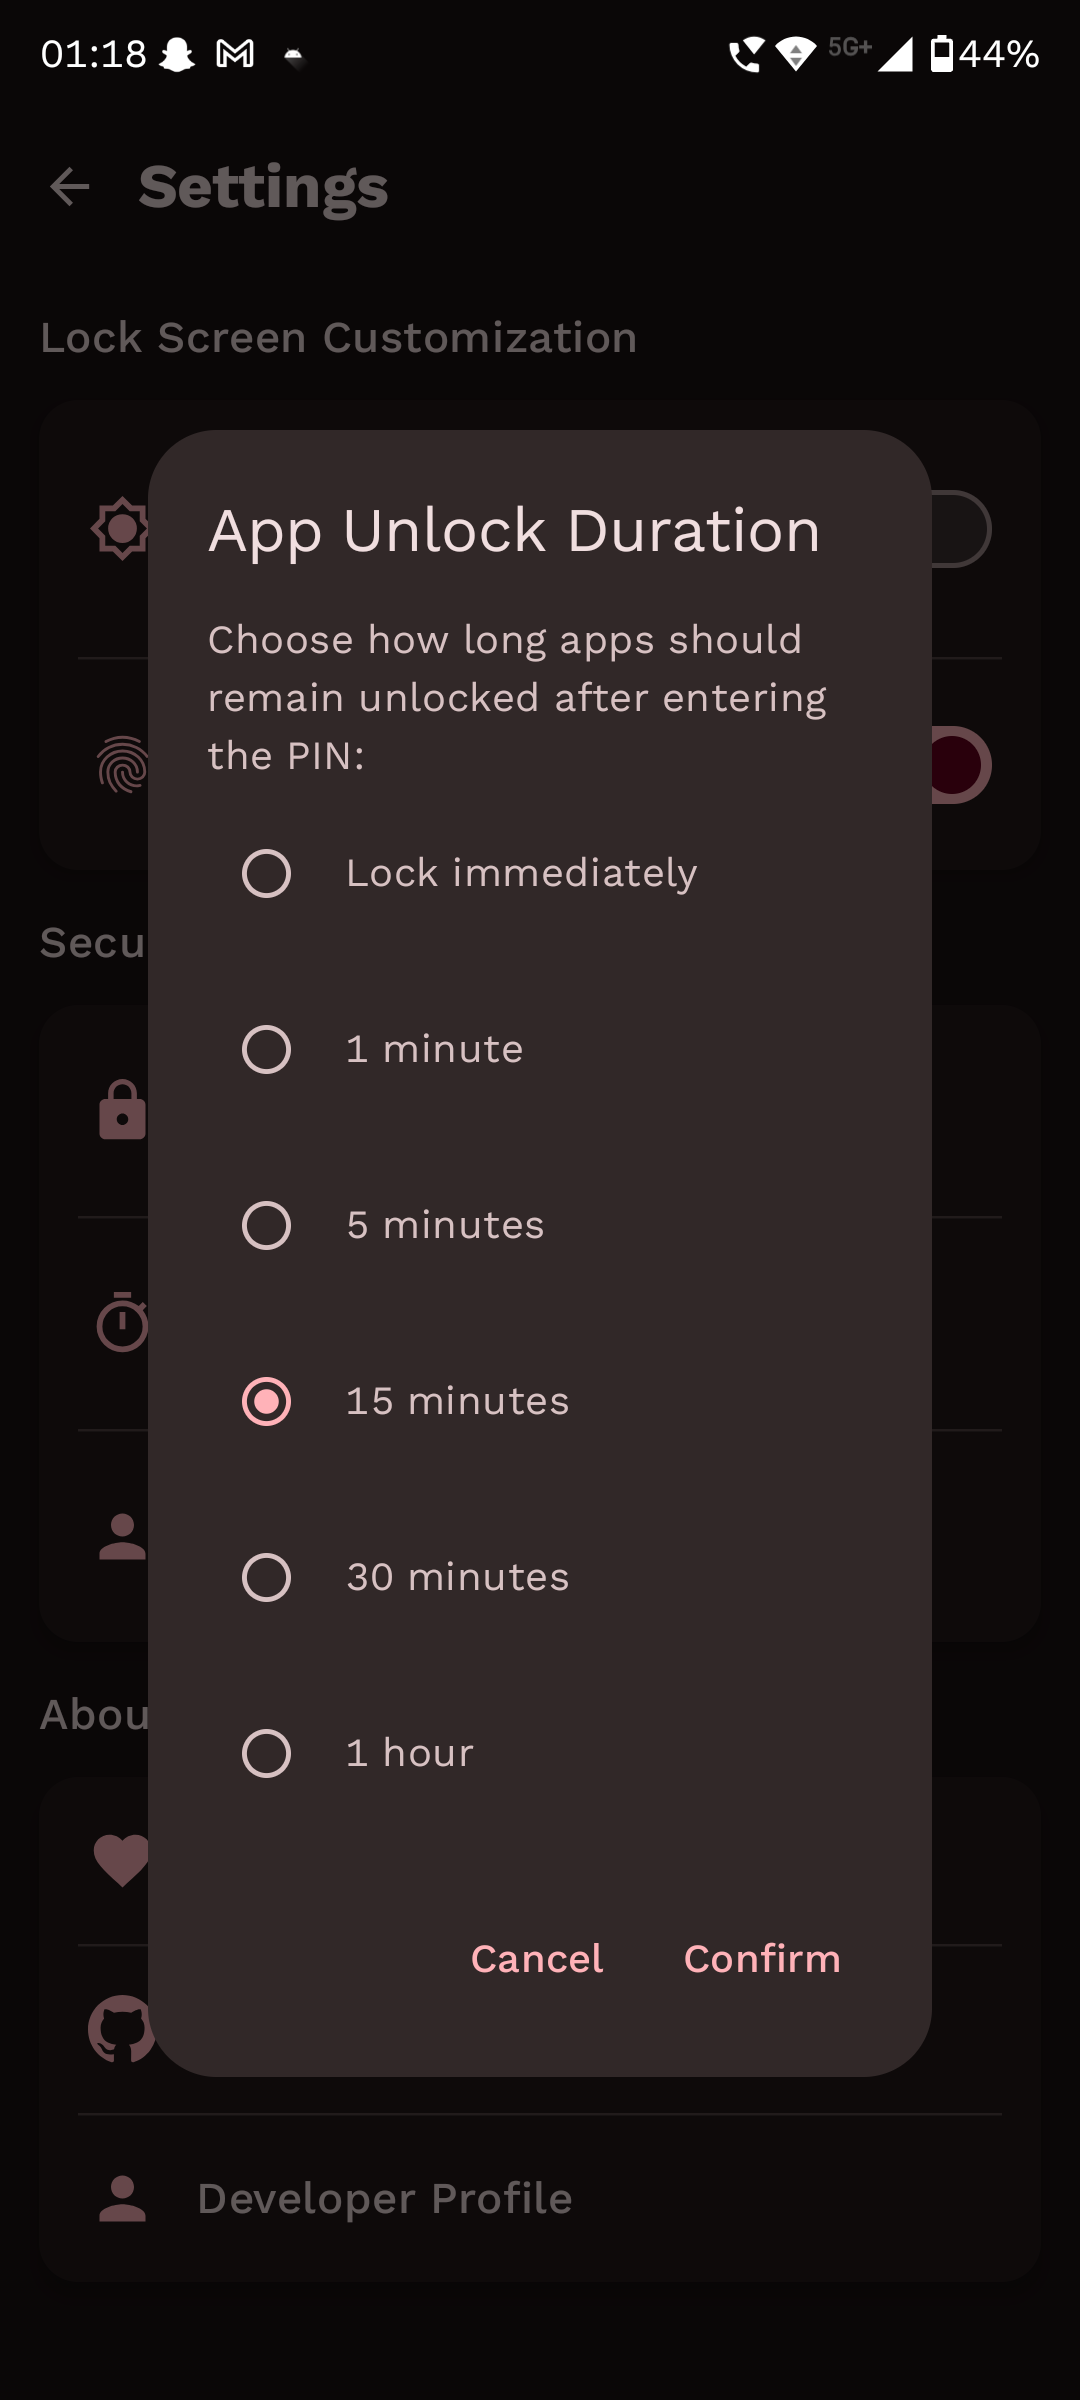 01:18
5G+
44%
Settings
Lock Screen Customization
App Unlock Duration
Choose how long apps should
remain unlocked after entering
the PIN:
Lock immediately
Secu
1 minute
5 minutes
15 minutes
30 minutes
Abou
1 hour
Cancel
Confirm
Developer Profile